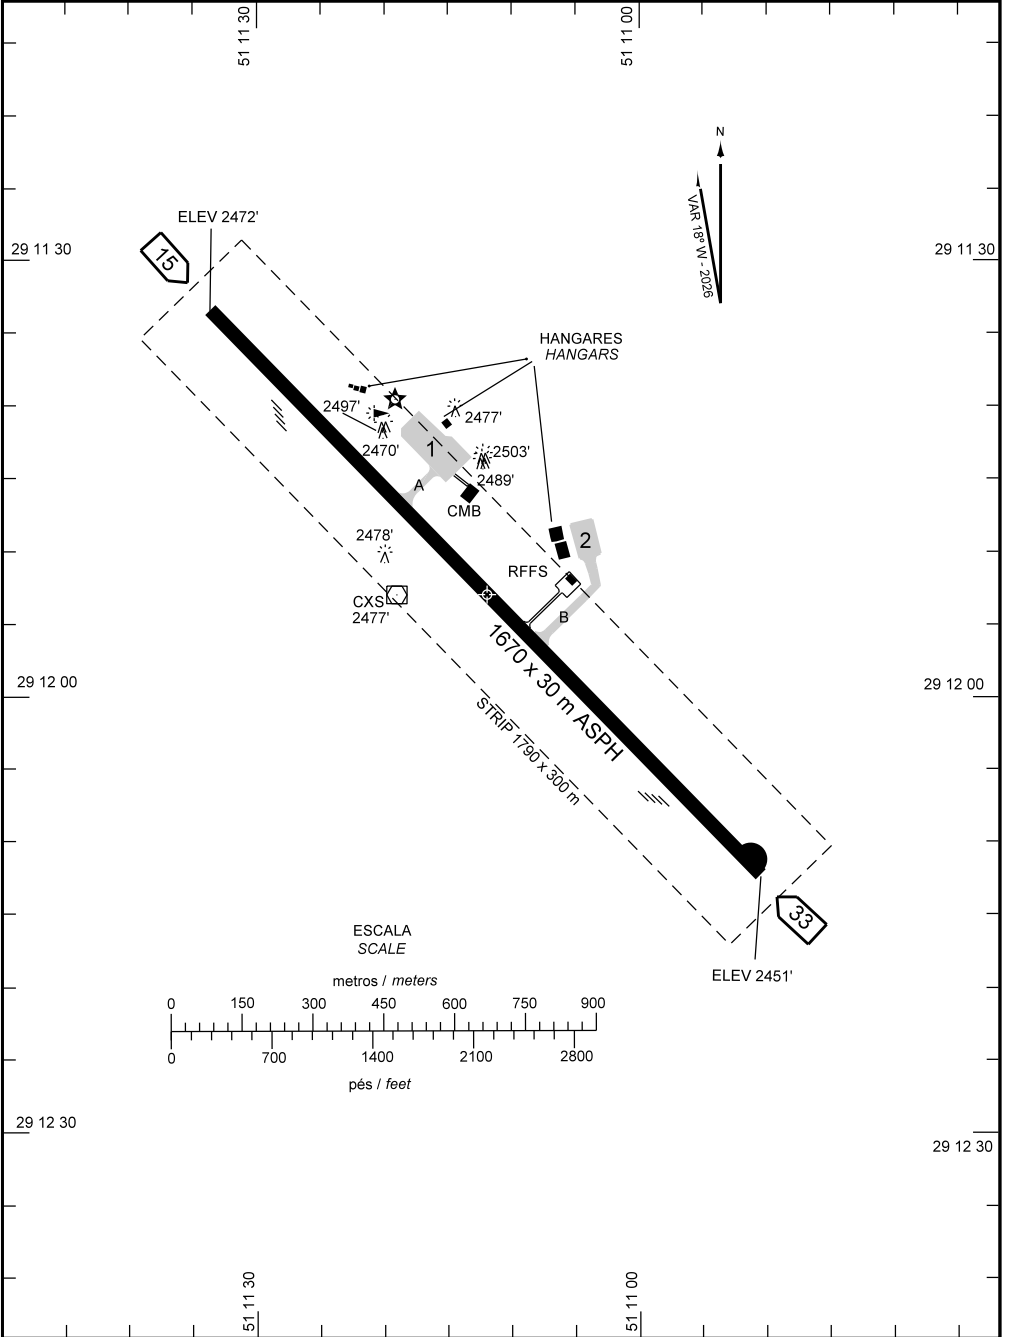 51 11 30
51 11 00
N
VAR 18º W - 2026
ELEV 2472'
15
29 11 30
29 11 30
HANGARES
HANGARS
2497'
2477'
2470'
1
2503'
2489'
A
CMB
2478'
2
RFFS
CXS
2477'
B
1670 x 30 m ASPH
29 12 00
29 12 00
STRIP 1790 x 300 m
33
ELEV 2451'
ESCALA
SCALE
metros / meters
0 150 300 450 600 750 900
0 700 1400 2100 2800
pés / feet
29 12 30
29 12 30
51 11 30
51 11 00